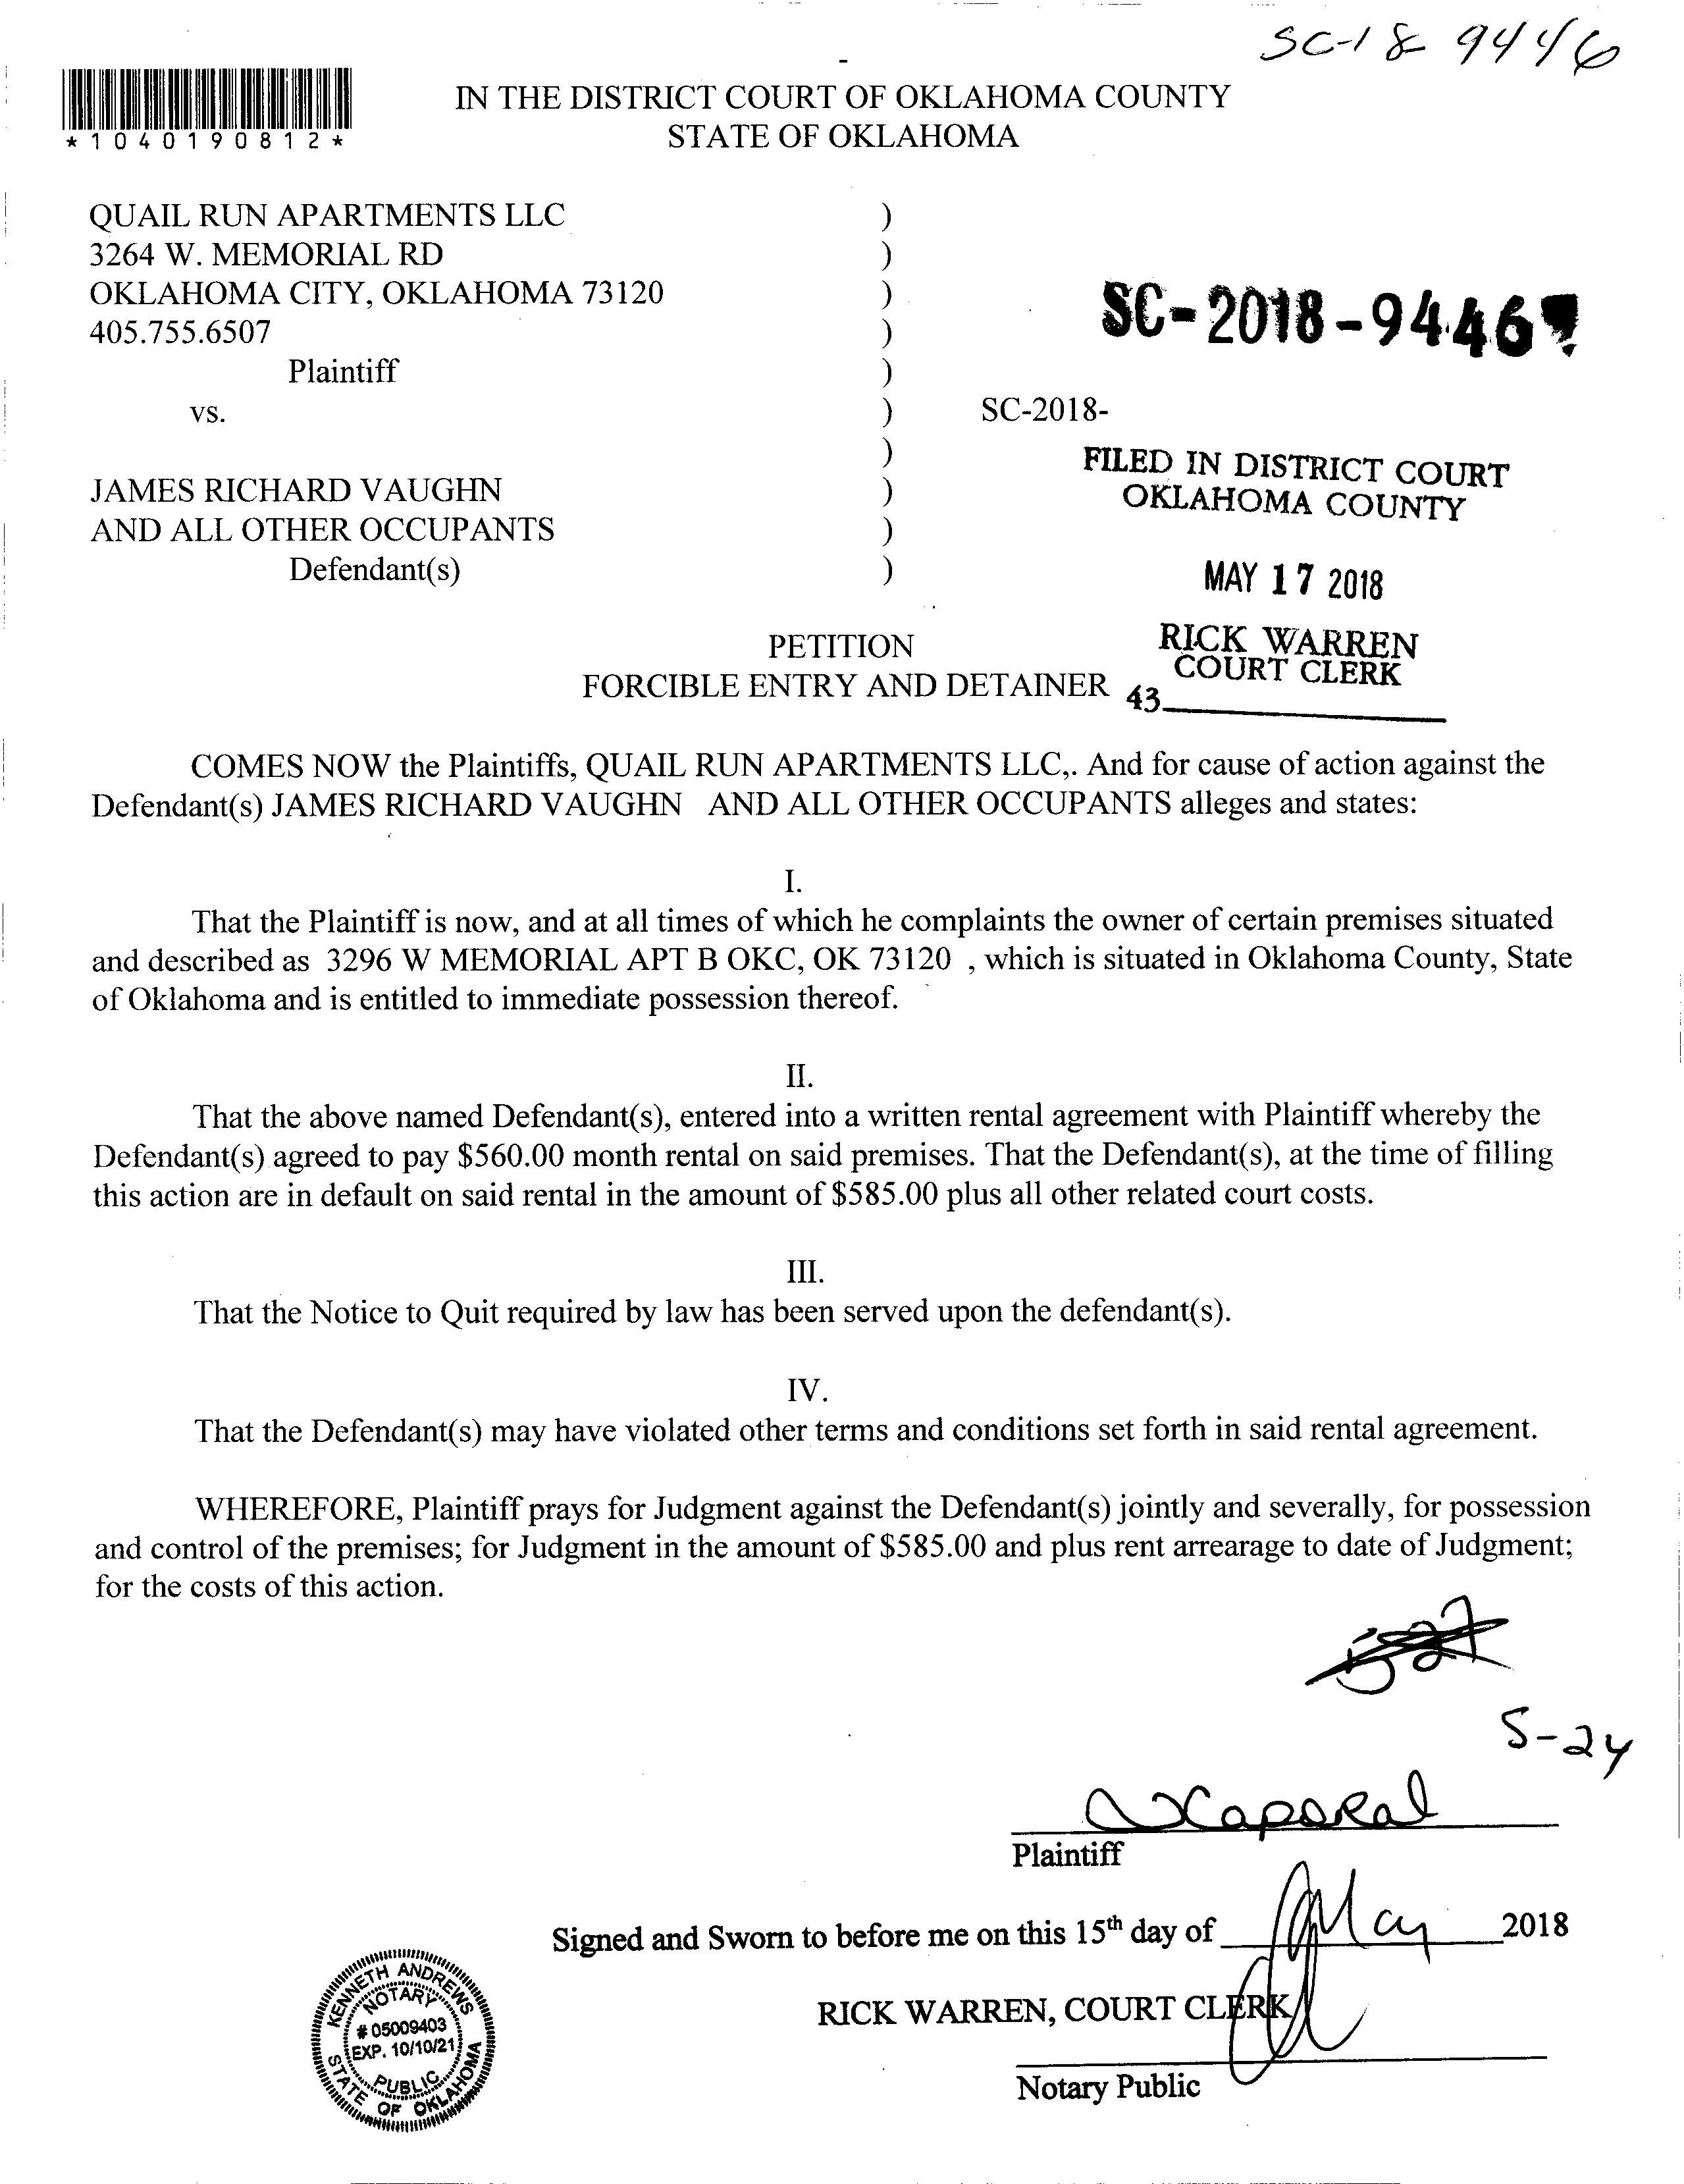 SC-18 9446
*1040190812*
IN THE DISTRICT COURT OF OKLAHOMA COUNTY
STATE OF OKLAHOMA
QUAIL RUN APARTMENTS LLC )
3264 W. MEMORIAL RD )
OKLAHOMA CITY, OKLAHOMA 73120 )
405.755.6507 )
SC-2018-9446
Plaintiff )
vs. ) SC-2018-
)
JAMES RICHARD VAUGHN )
AND ALL OTHER OCCUPANTS )
Defendant(s) )
FILED IN DISTRICT COURT
OKLAHOMA COUNTY
MAY 17 2018
RICK WARREN
COURT CLERK
43
PETITION
FORCIBLE ENTRY AND DETAINER
COMES NOW the Plaintiffs, QUAIL RUN APARTMENTS LLC,. And for cause of action against the
Defendant(s) JAMES RICHARD VAUGHN AND ALL OTHER OCCUPANTS alleges and states:
I.
That the Plaintiff is now, and at all times of which he complaints the owner of certain premises situated
and described as 3296 W MEMORIAL APT B OKC, OK 73120 , which is situated in Oklahoma County, State
of Oklahoma and is entitled to immediate possession thereof.
II.
That the above named Defendant(s), entered into a written rental agreement with Plaintiff whereby the
Defendant(s) agreed to pay $560.00 month rental on said premises. That the Defendant(s), at the time of filling
this action are in default on said rental in the amount of $585.00 plus all other related court costs.
III.
That the Notice to Quit required by law has been served upon the defendant(s).
IV.
That the Defendant(s) may have violated other terms and conditions set forth in said rental agreement.
WHEREFORE, Plaintiff prays for Judgment against the Defendant(s) jointly and severally, for possession
and control of the premises; for Judgment in the amount of $585.00 and plus rent arrearage to date of Judgment;
for the costs of this action.
5-24
Plaintiff
Signed and Sworn to before me on this 15th day of May 2018
RICK WARREN, COURT CLERK
Notary Public
KENNETH ANDREWS
NOTARY
# 05009403
EXP. 10/10/21
PUBLIC
STATE OF OKLAHOMA